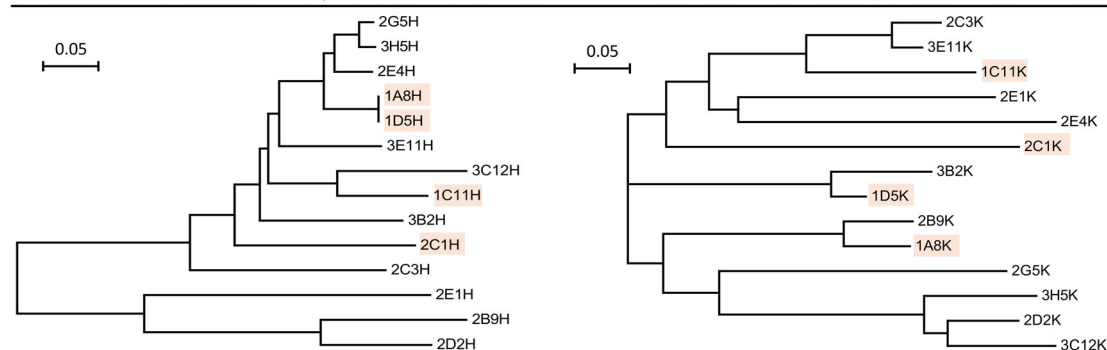 0.05
2G5H
3H5H
2E4H
1A8H
1D5H
3E11H
3C12H
1C11H
3B2H
2C1H
2C3H
2E1H
2B9H
2D2H
0.05
2C3K
3E11K
1C11K
2E1K
2E4K
2C1K
3B2K
1D5K
2B9K
1A8K
2G5K
3H5K
2D2K
3C12K